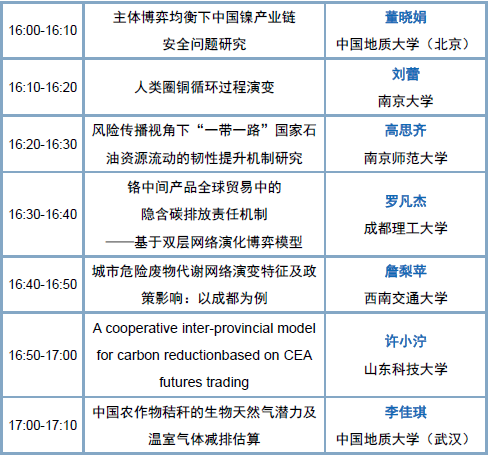 16:00-16:10
主体博弈均衡下中国镍产业链
安全问题研究
董晓娟
中国地质大学（北京）
16:10-16:20
人类圈铜循环过程演变
刘蕾
南京大学
16:20-16:30
风险传播视角下“一带一路”国家石
油资源流动的韧性提升机制研究
高思齐
南京师范大学
16:30-16:40
铬中间产品全球贸易中的
隐含碳排放责任机制
——基于双层网络演化博弈模型
罗凡杰
成都理工大学
16:40-16:50
城市危险废物代谢网络演变特征及政
策影响：以成都为例
詹梨苹
西南交通大学
16:50-17:00
A cooperative inter-provincial model
for carbon reductionbased on CEA
futures trading
许小泞
山东科技大学
17:00-17:10
中国农作物秸秆的生物天然气潜力及
温室气体减排估算
李佳琪
中国地质大学（武汉）